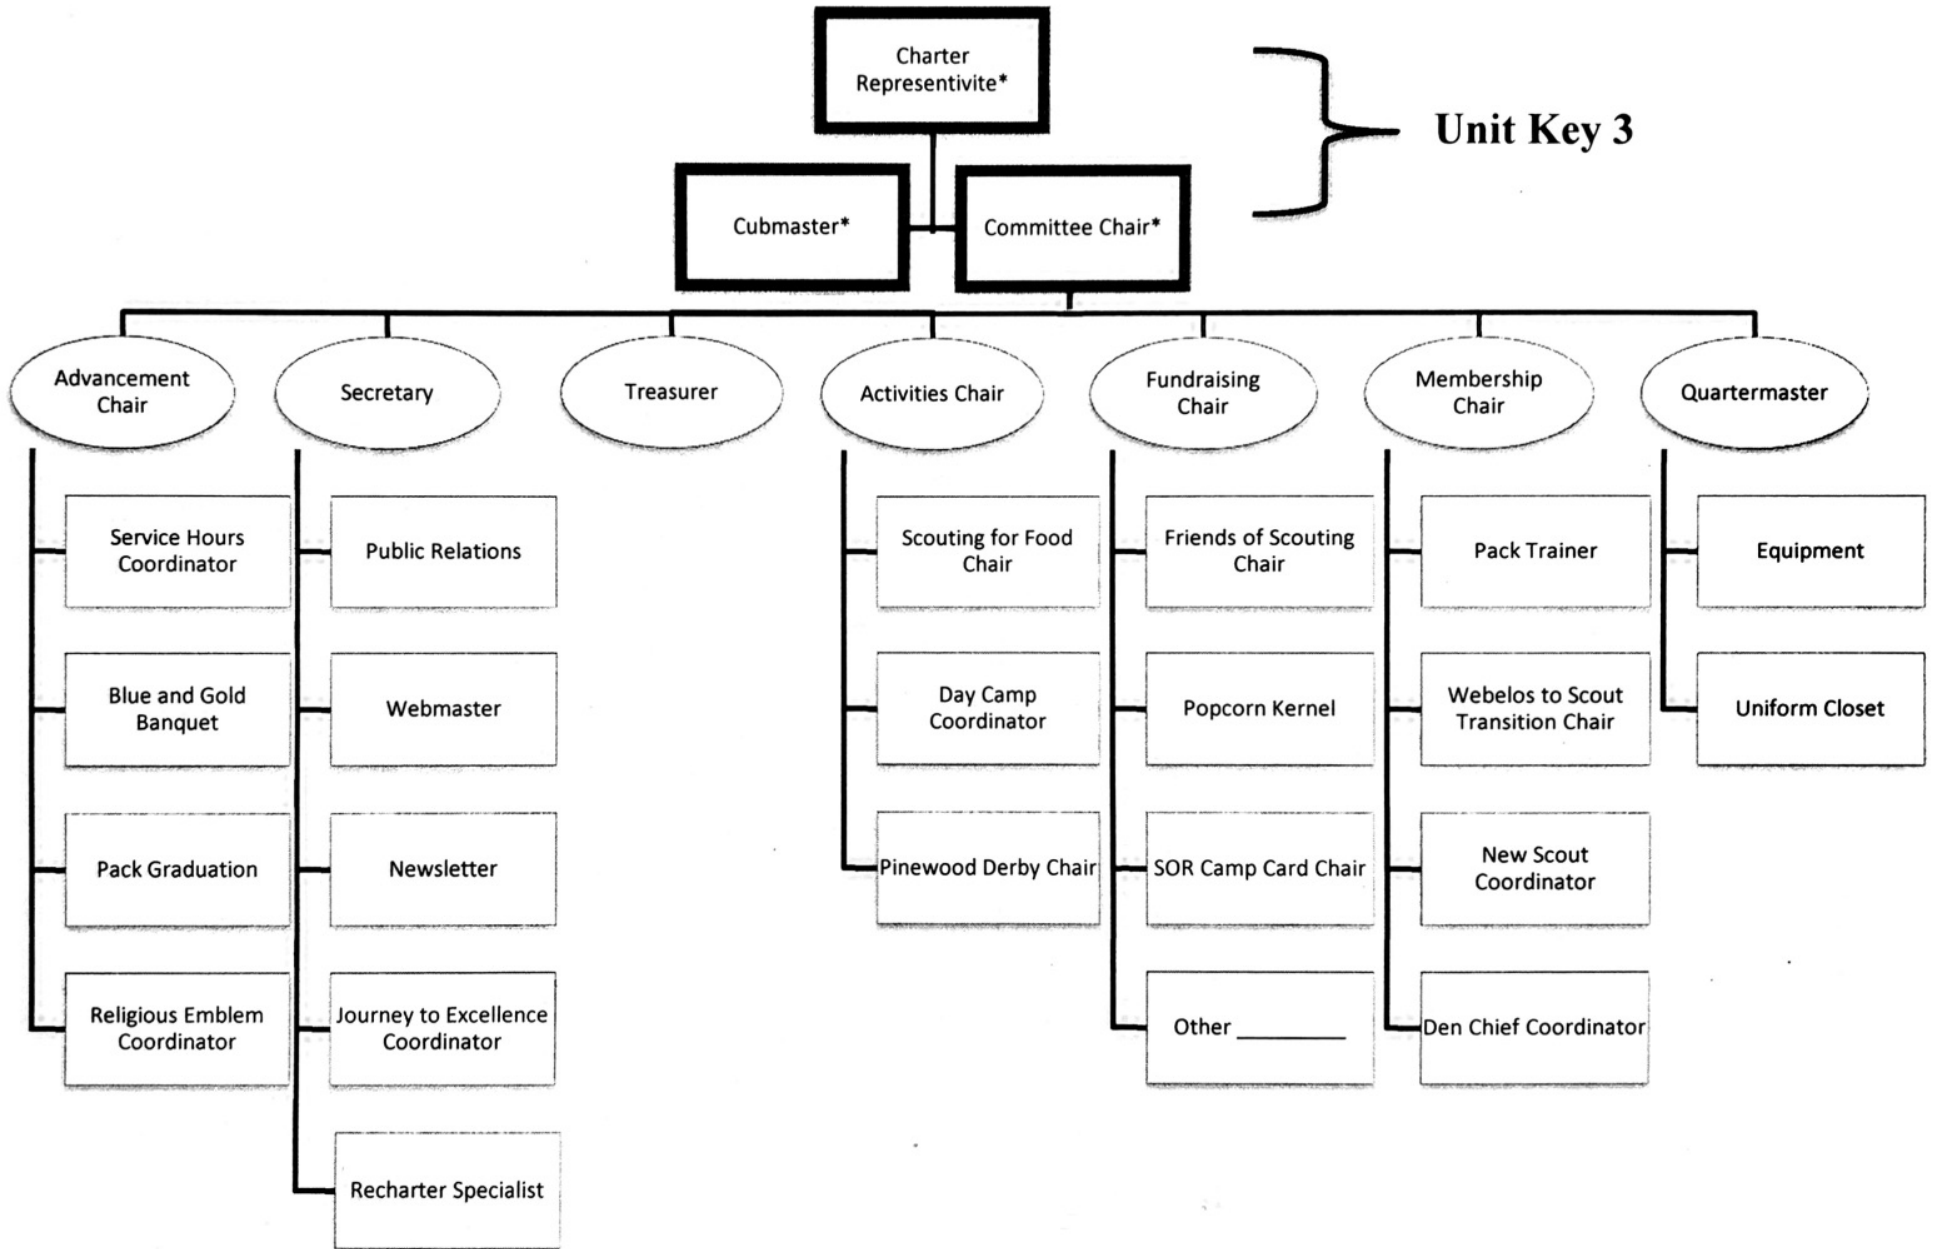 Charter
Representivite*
Unit Key 3
Cubmaster*
Committee Chair*
Advancement
Chair
Secretary
Treasurer
Activities Chair
Fundraising
Chair
Membership
Chair
Quartermaster
Service Hours
Coordinator
Public Relations
Scouting for Food
Chair
Friends of Scouting
Chair
Pack Trainer
Equipment
Blue and Gold
Banquet
Webmaster
Day Camp
Coordinator
Popcorn Kernel
Webelos to Scout
Transition Chair
Uniform Closet
Pack Graduation
Newsletter
Pinewood Derby Chair
SOR Camp Card Chair
New Scout
Coordinator
Religious Emblem
Coordinator
Journey to Excellence
Coordinator
Other __________
Den Chief Coordinator
Recharter Specialist